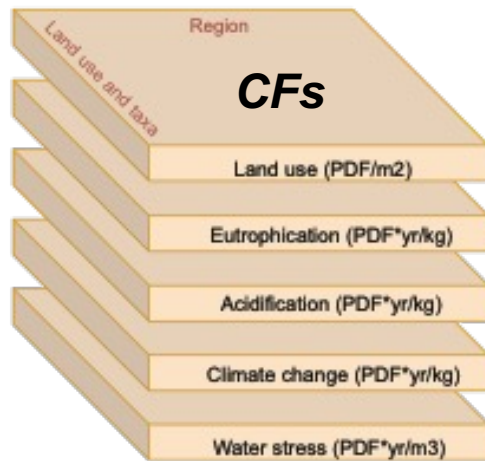 Region
Land use and taxa
CFs
Land use (PDF/m2)
Eutrophication (PDF*yr/kg)
Acidification (PDF*yr/kg)
Climate change (PDF*yr/kg)
Water stress (PDF*yr/m3)